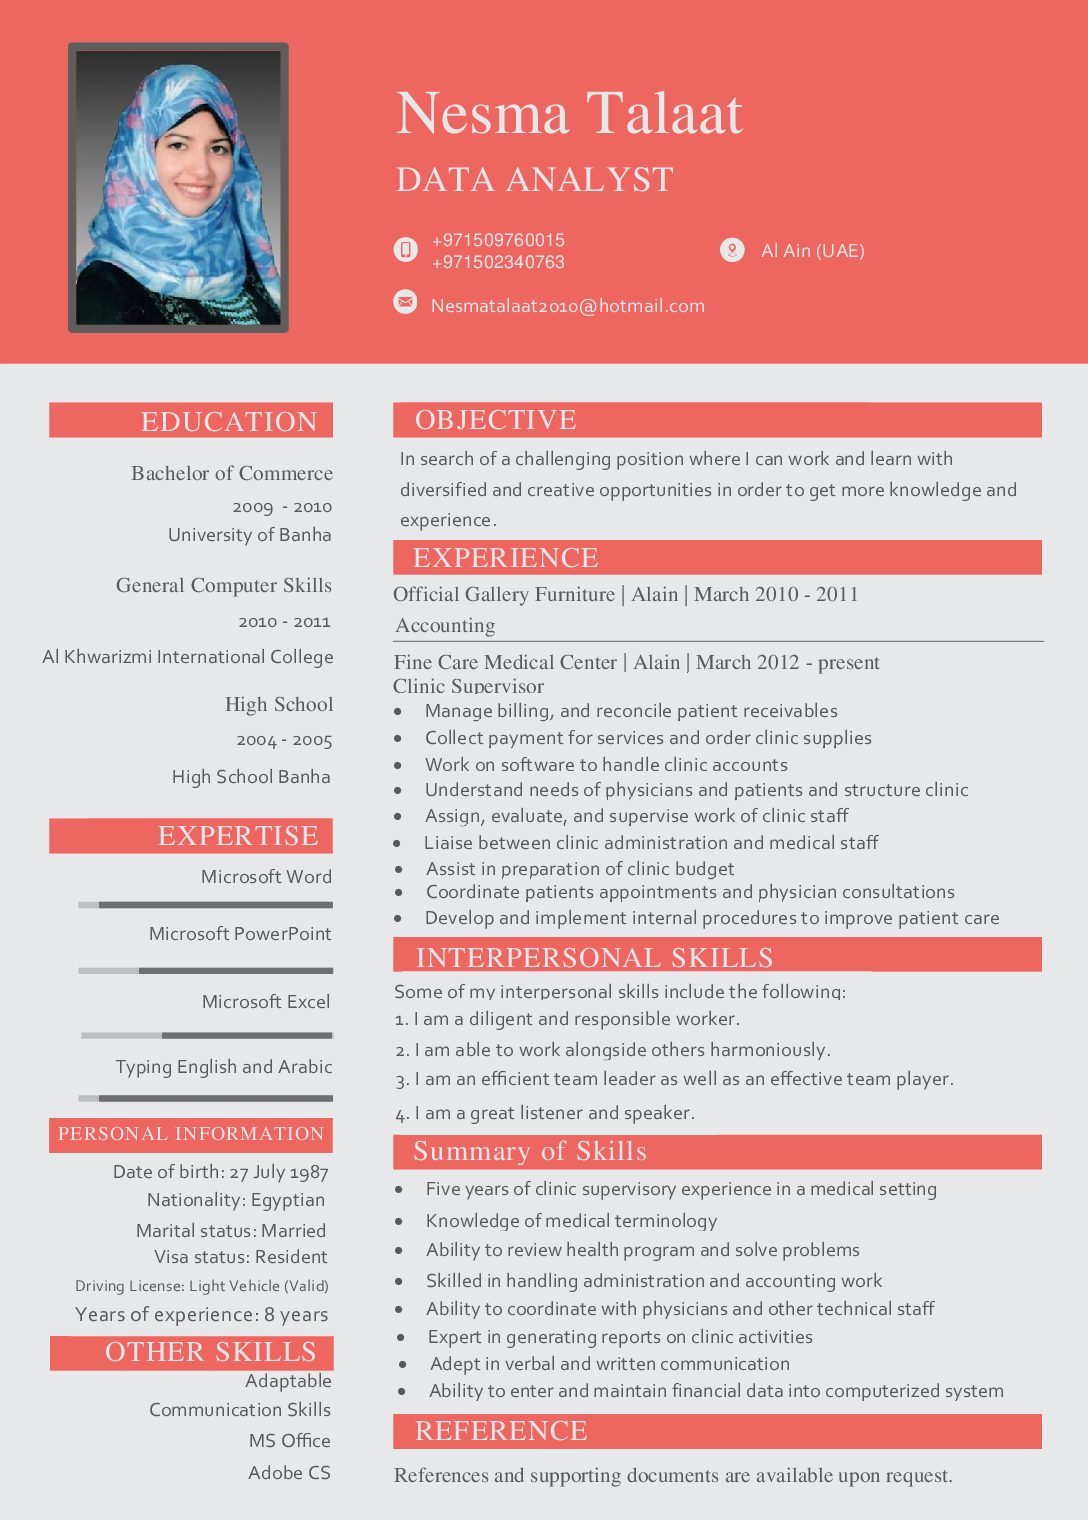 Nesma Talaat
DATA ANALYST
+971509760015
+971502340763
Al Ain (UAE)
Nesmatalaat2010@hotmail.com
EDUCATION
Bachelor of Commerce
2009 - 2010
University of Banha
General Computer Skills
2010 - 2011
Al Khwarizmi International College
High School
2004 - 2005
High School Banha
EXPERTISE
Microsoft Word
Microsoft PowerPoint
Microsoft Excel
Typing English and Arabic
PERSONAL INFORMATION
Date of birth: 27 July 1987
Nationality: Egyptian
Marital status: Married
Visa status: Resident
Driving License: Light Vehicle (Valid)
Years of experience: 8 years
OTHER SKILLS
Adaptable
Communication Skills
MS Office
Adobe CS
OBJECTIVE
In search of a challenging position where I can work and learn with
diversified and creative opportunities in order to get more knowledge and
experience.
EXPERIENCE
Official Gallery Furniture | Alain | March 2010 - 2011
Accounting
Fine Care Medical Center | Alain | March 2012 - present
Clinic Supervisor
• Manage billing, and reconcile patient receivables
• Collect payment for services and order clinic supplies
• Work on software to handle clinic accounts
• Understand needs of physicians and patients and structure clinic
• Assign, evaluate, and supervise work of clinic staff
• Liaise between clinic administration and medical staff
• Assist in preparation of clinic budget
• Coordinate patients appointments and physician consultations
• Develop and implement internal procedures to improve patient care
INTERPERSONAL SKILLS
Some of my interpersonal skills include the following:
1. I am a diligent and responsible worker.
2. I am able to work alongside others harmoniously.
3. I am an efficient team leader as well as an effective team player.
4. I am a great listener and speaker.
Summary of Skills
• Five years of clinic supervisory experience in a medical setting
• Knowledge of medical terminology
• Ability to review health program and solve problems
• Skilled in handling administration and accounting work
• Ability to coordinate with physicians and other technical staff
• Expert in generating reports on clinic activities
• Adept in verbal and written communication
• Ability to enter and maintain financial data into computerized system
REFERENCE
References and supporting documents are available upon request.